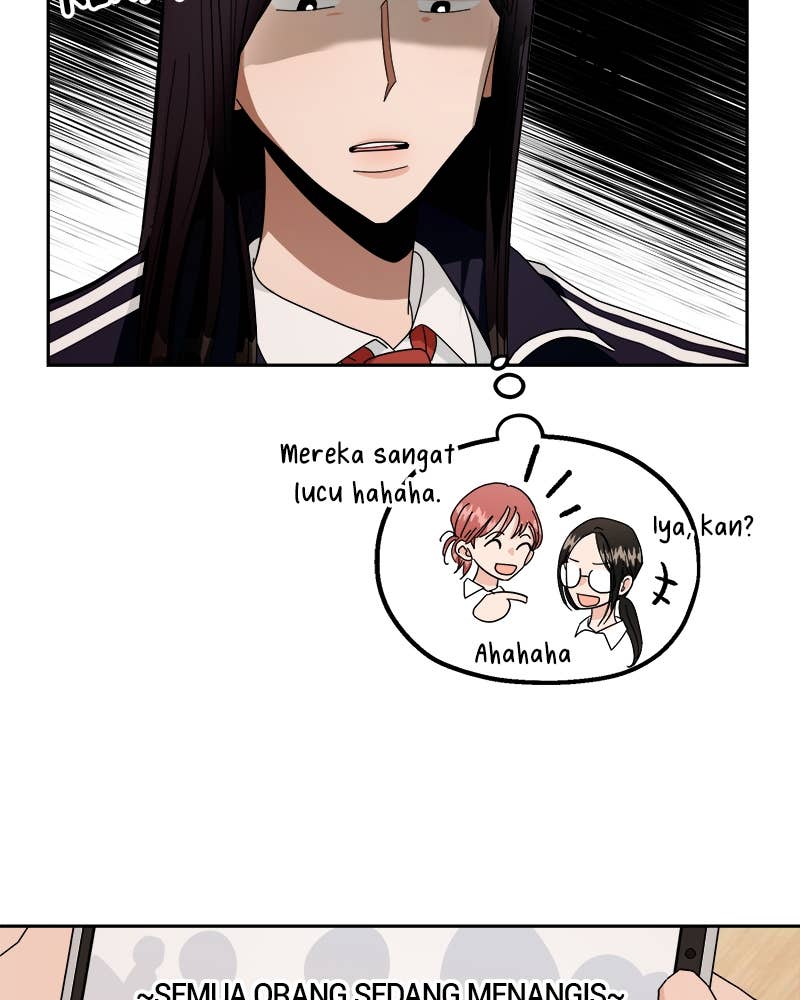 Mereka sangat
lucu hahaha.
Iya, kan?
Ahahaha
~SEMUA ORANG SEDANG MENANGIS~